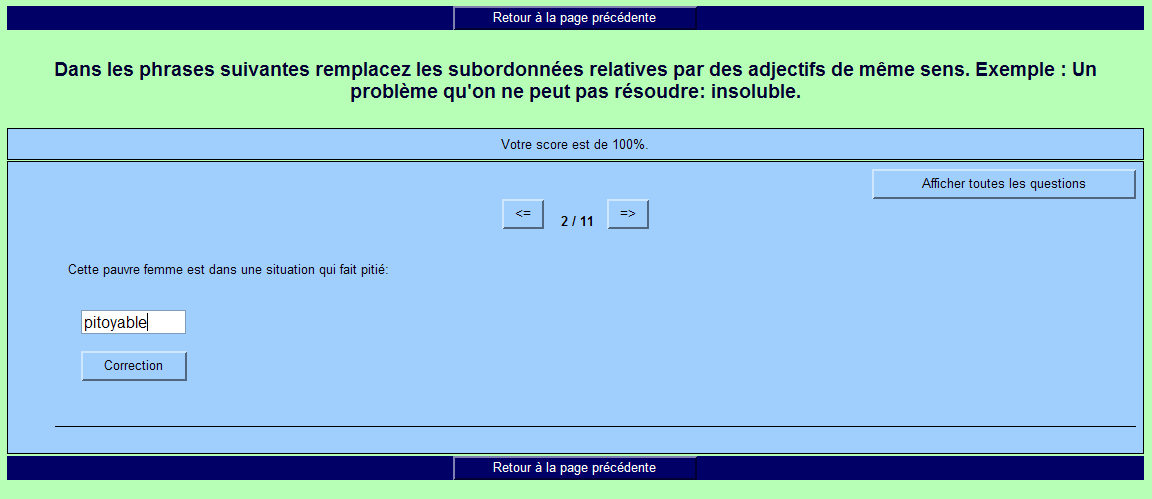 Retour à la page précédente
Dans les phrases suivantes remplacez les subordonnées relatives par des adjectifs de même sens. Exemple : Un
problème qu'on ne peut pas résoudre: insoluble.
Votre score est de 100%.
Afficher toutes les questions
<= 2 / 11 =>
Cette pauvre femme est dans une situation qui fait pitié:
pitoyable
Correction
Retour à la page précédente